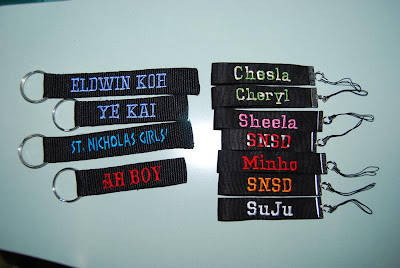 ELDWIN KOH
YE KAI
ST. NICHOLAS GIRLS'
AH BOY
Chesla
Cheryl
Sheela
SNSD
Minho
SNSD
SuJu